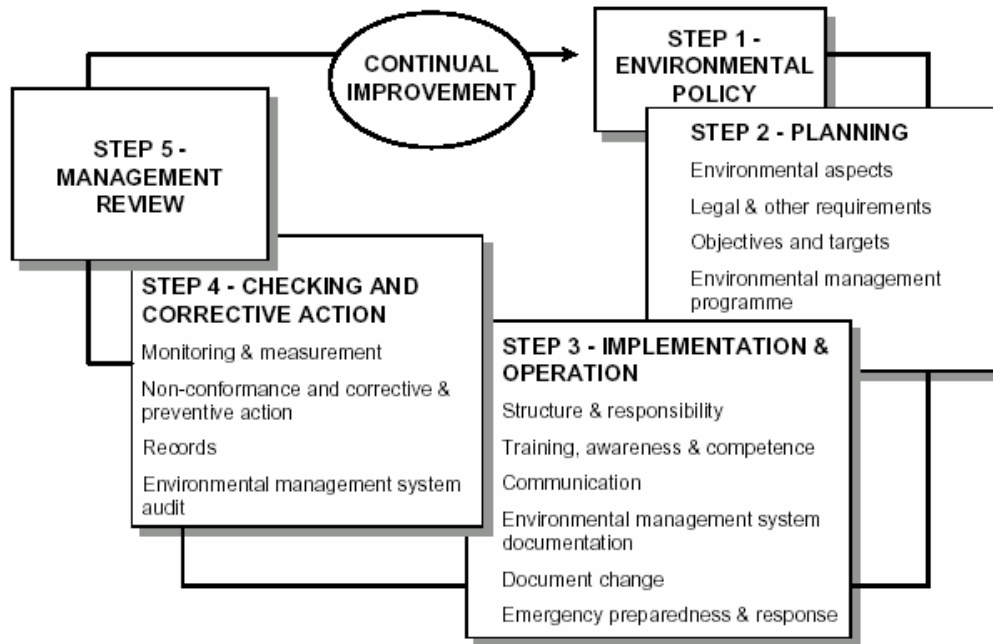 CONTINUAL
IMPROVEMENT
STEP 1 -
ENVIRONMENTAL
POLICY
STEP 2 - PLANNING
Environmental aspects
Legal & other requirements
Objectives and targets
Environmental management
programme
STEP 3 - IMPLEMENTATION &
OPERATION
Structure & responsibility
Training, awareness & competence
Communication
Environmental management system
documentation
Document change
Emergency preparedness & response
STEP 4 - CHECKING AND
CORRECTIVE ACTION
Monitoring & measurement
Non-conformance and corrective &
preventive action
Records
Environmental management system
audit
STEP 5 -
MANAGEMENT
REVIEW